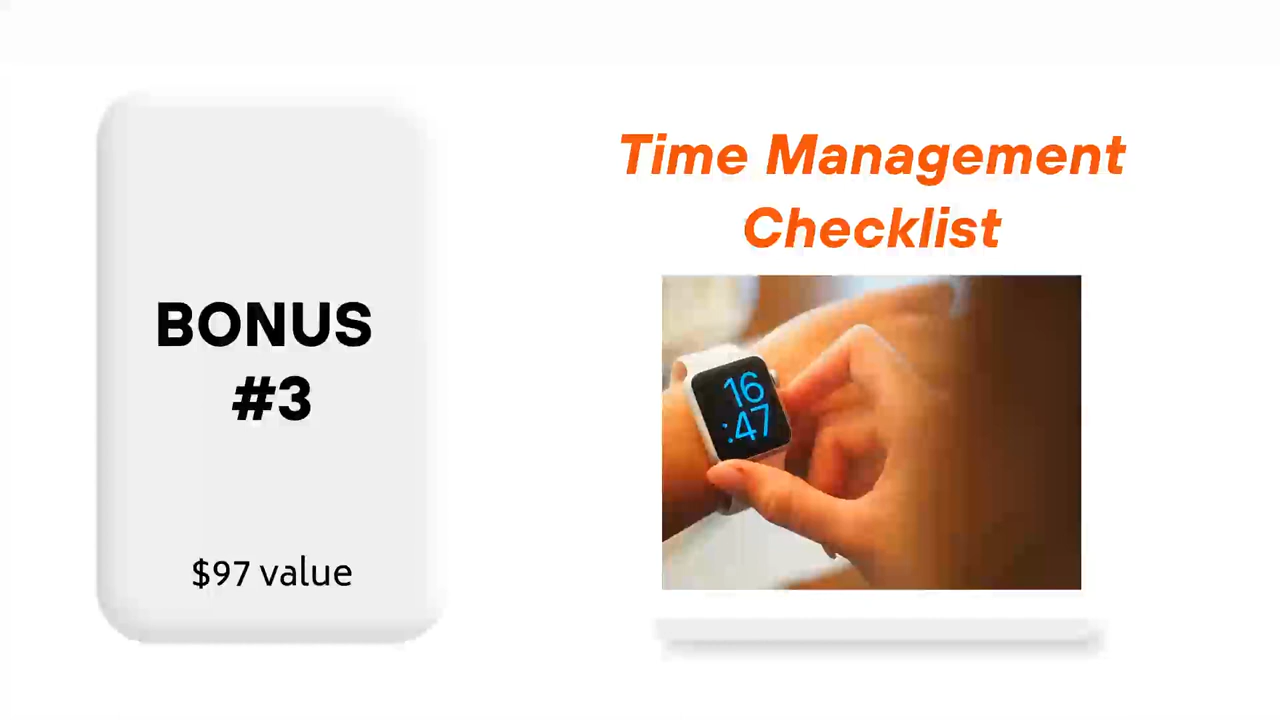 BONUS
#3
$97 value
Time Management
Checklist
16
:47